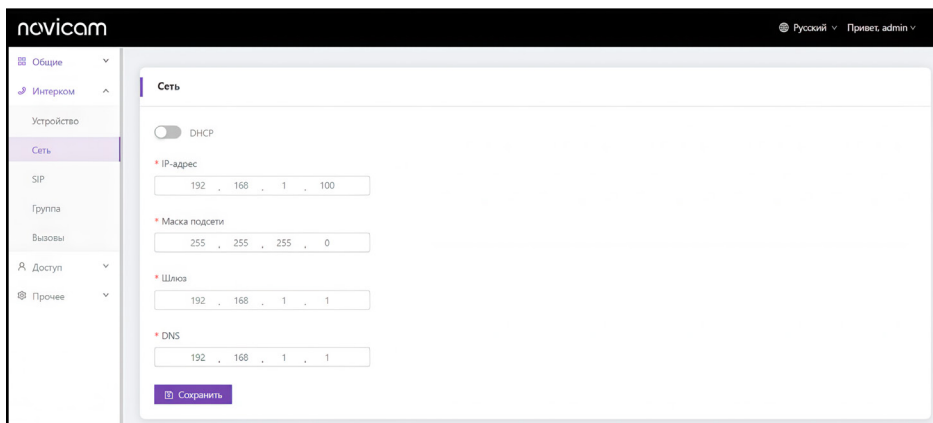 novicam
Русский Привет, admin
Общие
Интерком
Устройство
Сеть
SIP
Группа
Вызовы
Доступ
Прочее
Сеть
DHCP
* IP-адрес
192 . 168 . 1 . 100
* Маска подсети
255 . 255 . 255 . 0
* Шлюз
192 . 168 . 1 . 1
* DNS
192 . 168 . 1 . 1
Сохранить